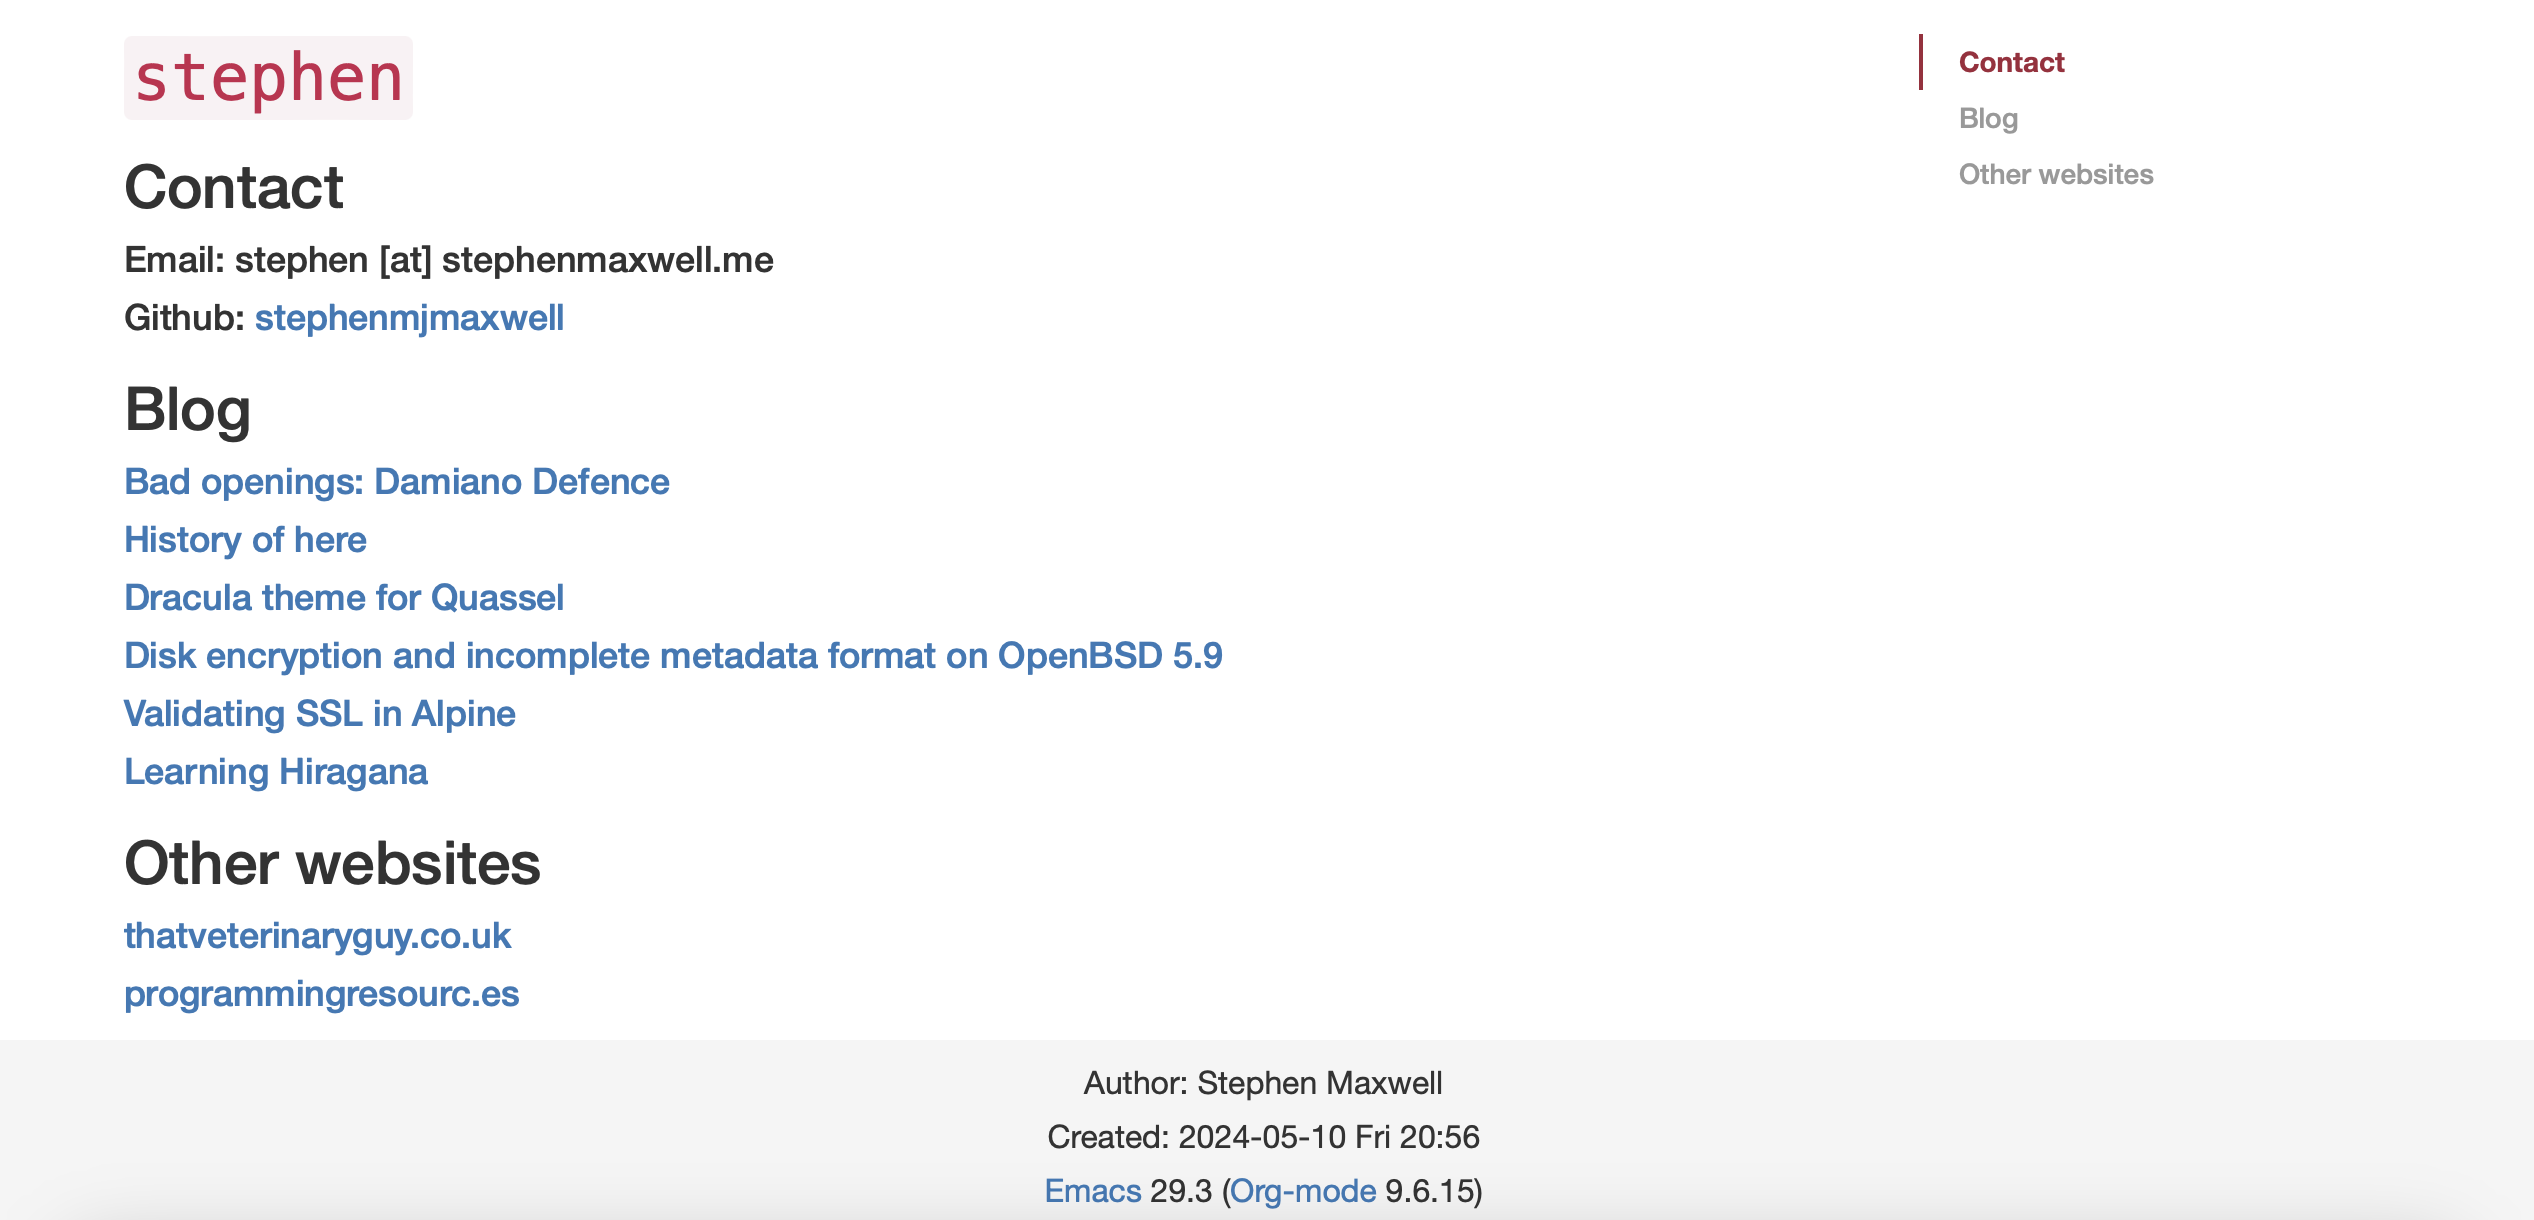 stephen
Contact
Email: stephen [at] stephenmaxwell.me
Github: stephenmjmaxwell
Blog
Bad openings: Damiano Defence
History of here
Dracula theme for Quassel
Disk encryption and incomplete metadata format on OpenBSD 5.9
Validating SSL in Alpine
Learning Hiragana
Other websites
thatveterinaryguy.co.uk
programmingresourc.es
Contact
Blog
Other websites
Author: Stephen Maxwell
Created: 2024-05-10 Fri 20:56
Emacs 29.3 (Org-mode 9.6.15)